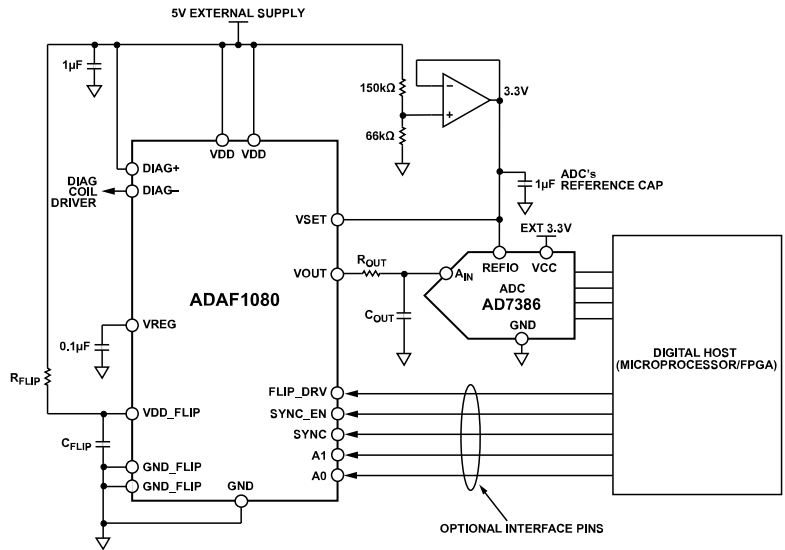 5V EXTERNAL SUPPLY
1µF
150kΩ
66kΩ
−
+
3.3V
VDD
VDD
DIAG+
DIAG−
DIAG
COIL
DRIVER
1µF
ADC's
REFERENCE CAP
VSET
EXT 3.3V
REFIO
VCC
VOUT
ROUT
AIN
ADC
AD7386
GND
COUT
ADAF1080
VREG
0.1µF
DIGITAL HOST
(MICROPROCESSOR/FPGA)
RFLIP
VDD_FLIP
CFLIP
FLIP_DRV
SYNC_EN
SYNC
A1
A0
GND_FLIP
GND_FLIP
GND
OPTIONAL INTERFACE PINS